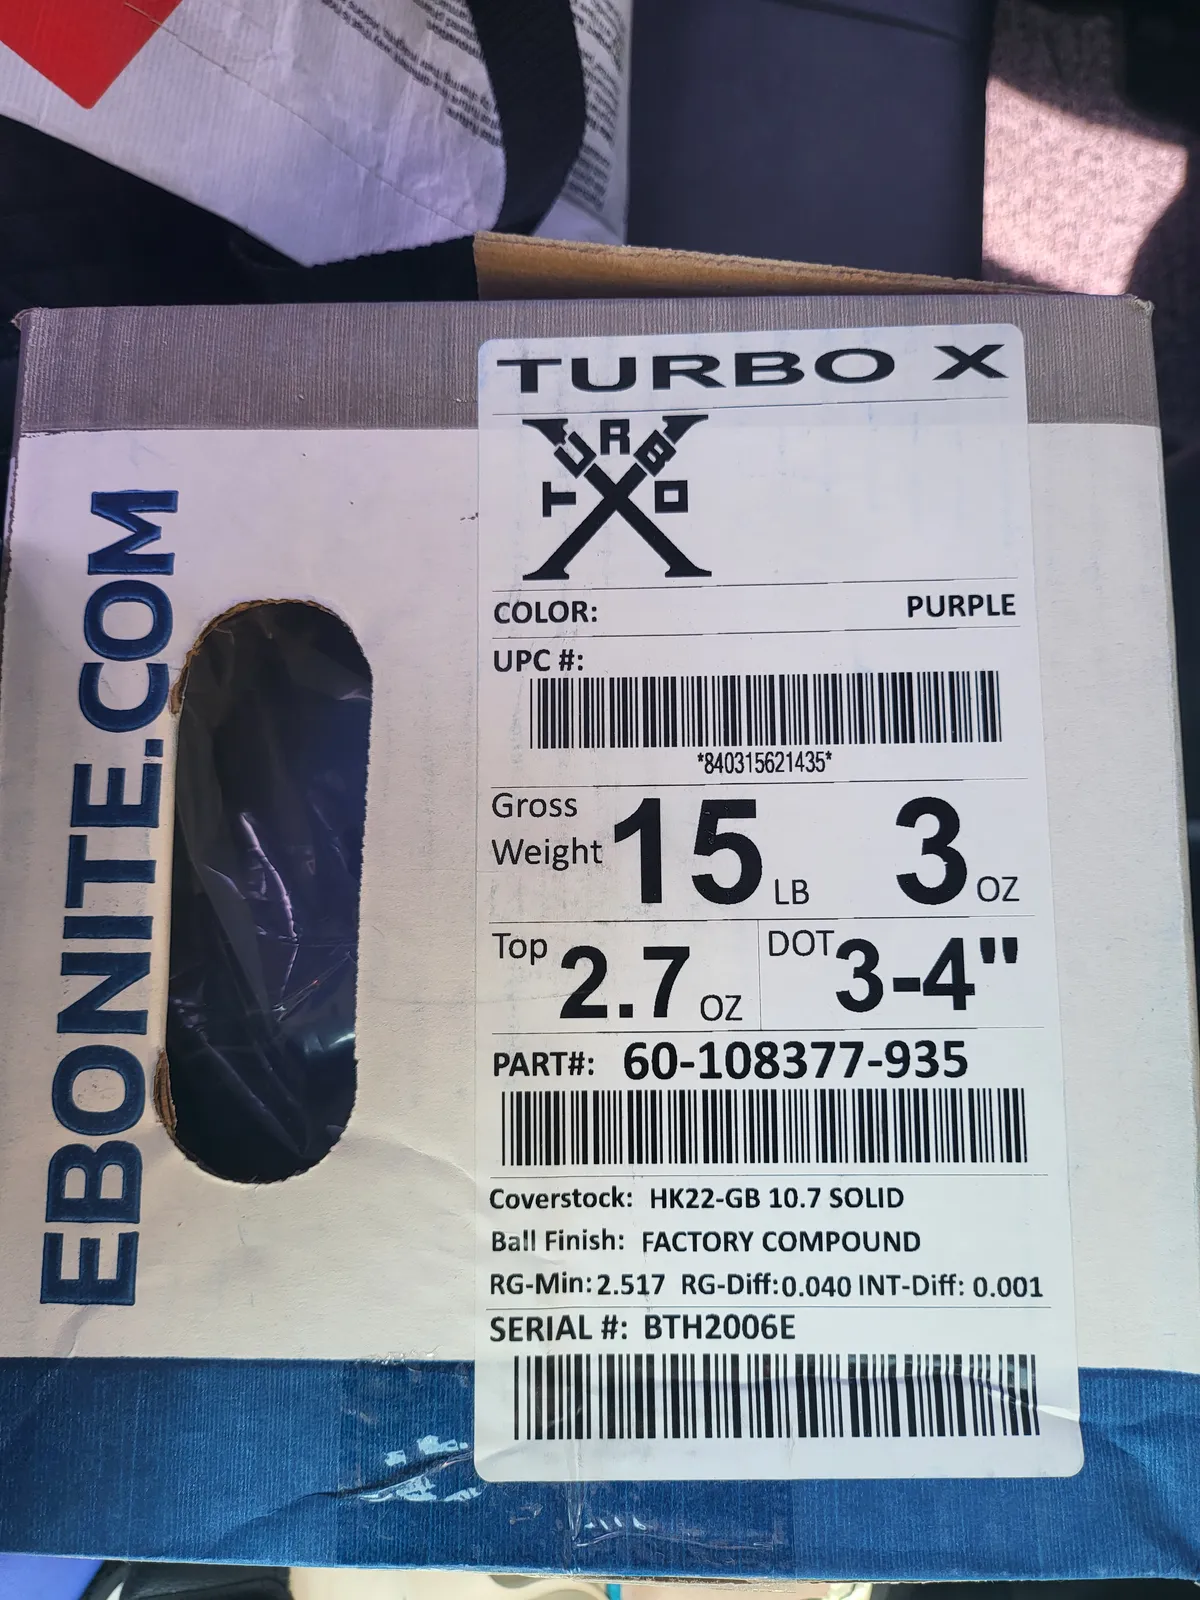 EBONITE.COM
TURBO X
TURBO
COLOR: PURPLE
UPC #:
*840315621435*
Gross Weight 15 LB 3 OZ
Top 2.7 OZ DOT 3-4"
PART#: 60-108377-935
Coverstock: HK22-GB 10.7 SOLID
Ball Finish: FACTORY COMPOUND
RG-Min: 2.517 RG-Diff: 0.040 INT-Diff: 0.001
SERIAL #: BTH2006E